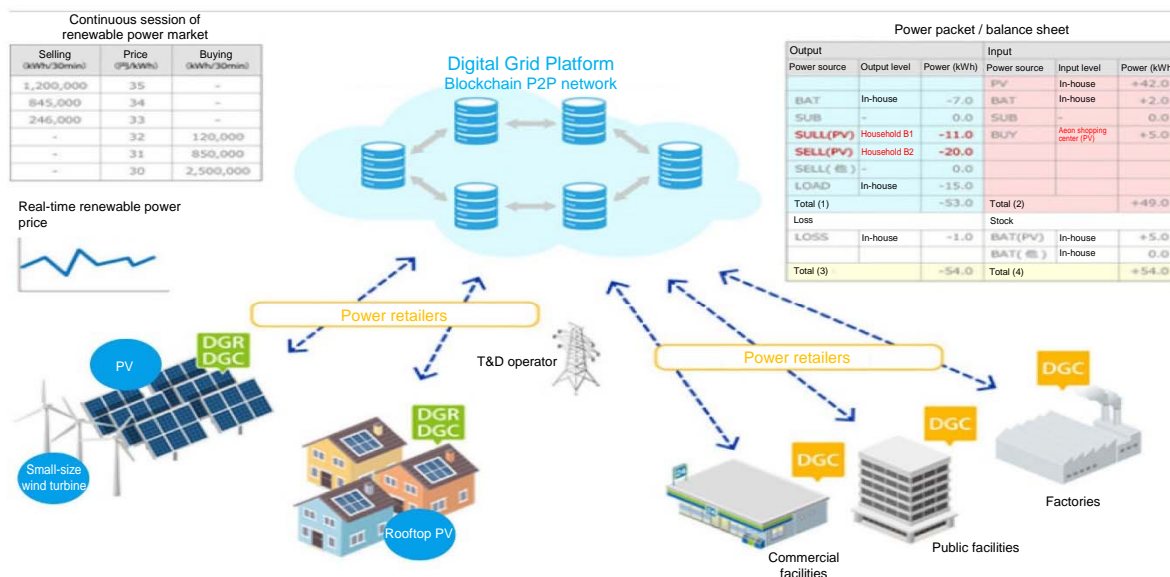 Continuous session of
renewable power market
Selling Price Buying
(kWh/30min) (円/kWh) (kWh/30min)
1,200,000 35 -
845,000 34 -
246,000 33 -
- 32 120,000
- 31 850,000
- 30 2,500,000
Real-time renewable power
price
Digital Grid Platform
Blockchain P2P network
Power packet / balance sheet
Output Input
Power source Output level Power (kWh) Power source Input level Power (kWh
PV In-house +42.0
BAT In-house -7.0 BAT In-house +2.0
SUB - 0.0 SUB - 0.0
SULL(PV) Household B1 -11.0 BUY Aeon shopping center (PV) +5.0
SELL(PV) Household B2 -20.0
SELL(他) - 0.0
LOAD In-house -15.0
Total (1) -53.0 Total (2) +49.0
Loss Stock
LOSS In-house -1.0 BAT(PV) In-house +5.0
BAT(他) In-house 0.0
Total (3) -54.0 Total (4) +54.0
Power retailers
T&D operator
Power retailers
PV
DGR
DGC
Small-size
wind turbine
DGR
DGC
Rooftop PV
DGC
Commercial
facilities
DGC
Public facilities
DGC
Factories